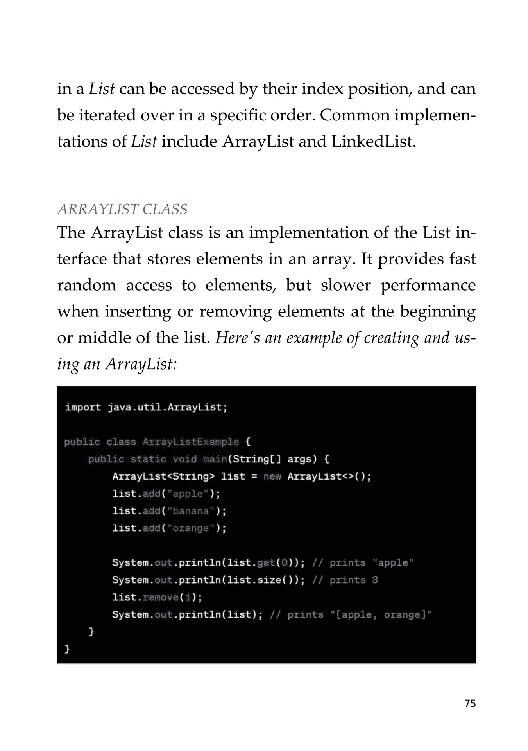 in a List can be accessed by their index position, and can
be iterated over in a specific order. Common implemen-
tations of List include ArrayList and LinkedList.
ARRAYLIST CLASS
The ArrayList class is an implementation of the List in-
terface that stores elements in an array. It provides fast
random access to elements, but slower performance
when inserting or removing elements at the beginning
or middle of the list. Here's an example of creating and us-
ing an ArrayList:
import java.util.ArrayList;
public class ArrayListExample {
    public static void main(String[] args) {
        ArrayList<String> list = new ArrayList<>();
        list.add("apple");
        list.add("banana");
        list.add("orange");
        System.out.println(list.get(0)); // prints "apple"
        System.out.println(list.size()); // prints 3
        list.remove(1);
        System.out.println(list); // prints "[apple, orange]"
    }
}
75